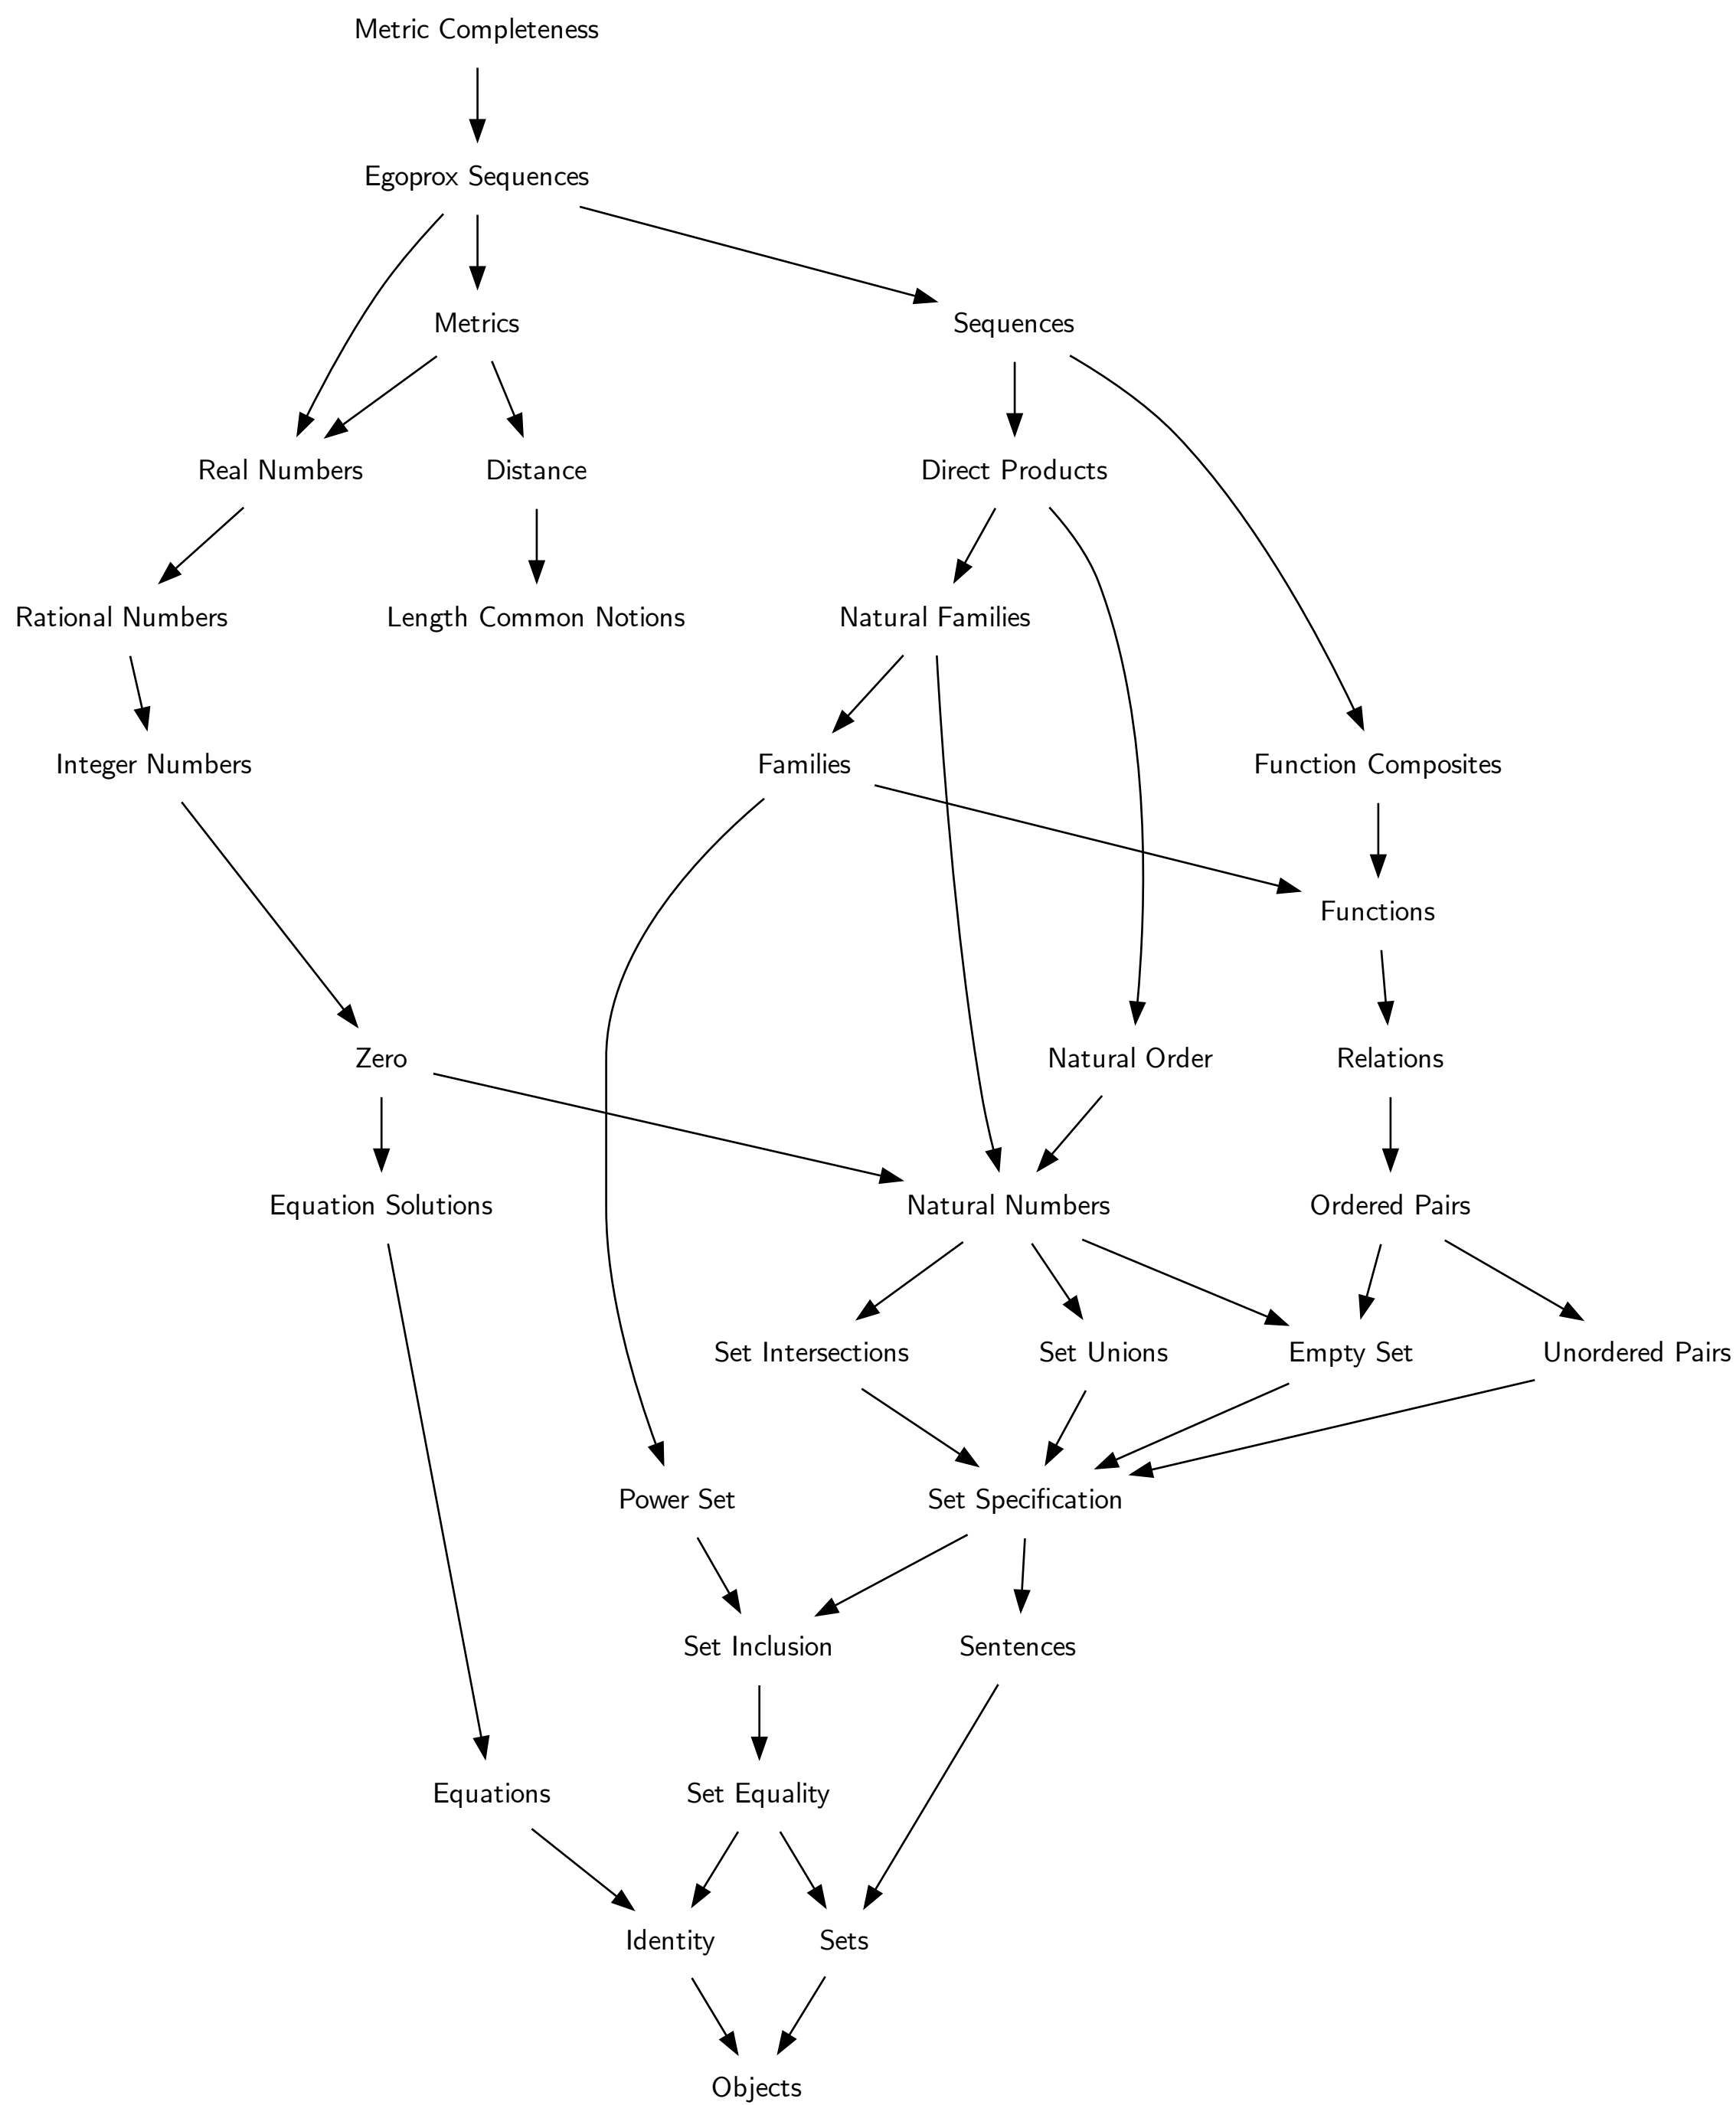 Metric Completeness
Egoprox Sequences
Metrics
Sequences
Real Numbers
Distance
Direct Products
Rational Numbers
Length Common Notions
Natural Families
Integer Numbers
Families
Function Composites
Functions
Zero
Natural Order
Relations
Equation Solutions
Natural Numbers
Ordered Pairs
Set Intersections
Set Unions
Empty Set
Unordered Pairs
Power Set
Set Specification
Set Inclusion
Sentences
Equations
Set Equality
Identity
Sets
Objects